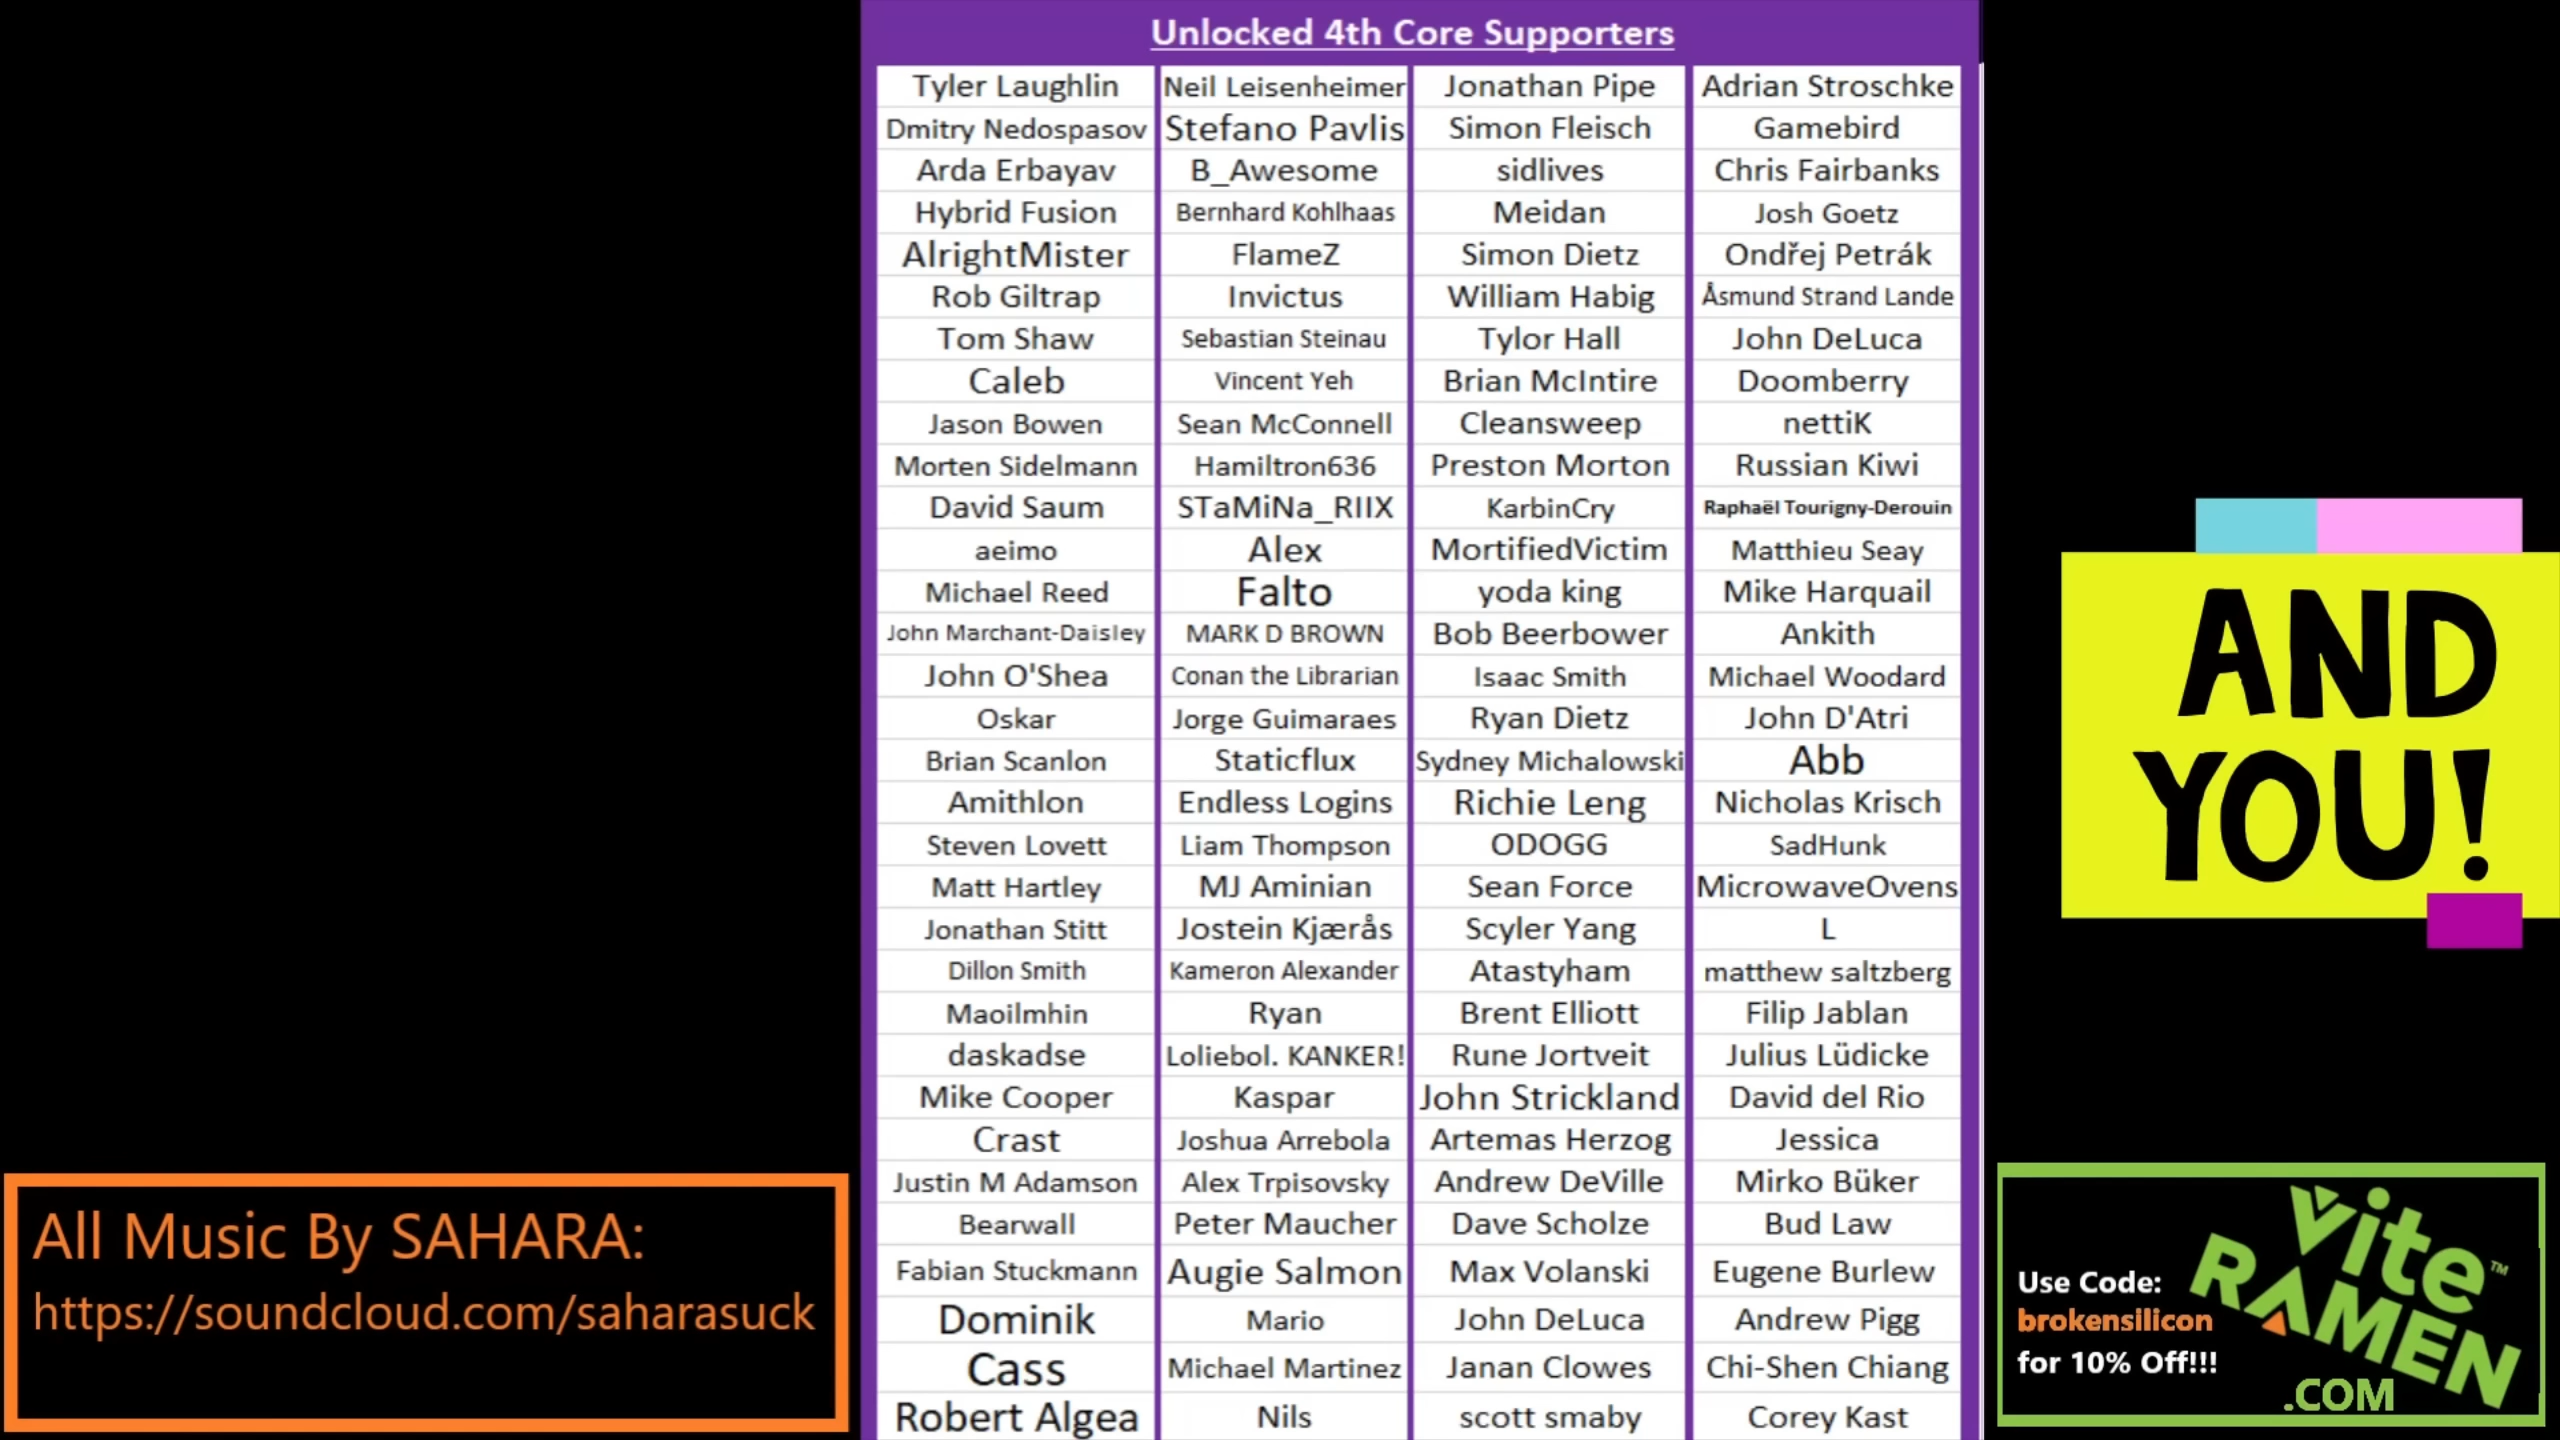 Unlocked 4th Core Supporters
Tyler Laughlin Neil Leisenheimer Jonathan Pipe Adrian Stroschke
Dmitry Nedospasov Stefano Pavlis Simon Fleisch Gamebird
Arda Erbayav B_Awesome sidlives Chris Fairbanks
Hybrid Fusion Bernhard Kohlhaas Meidan Josh Goetz
AlrightMister FlameZ Simon Dietz Ondřej Petrák
Rob Giltrap Invictus William Habig Åsmund Strand Lande
Tom Shaw Sebastian Steinau Tylor Hall John DeLuca
Caleb Vincent Yeh Brian McIntire Doomberry
Jason Bowen Sean McConnell Cleansweep nettiK
Morten Sidelmann Hamiltron636 Preston Morton Russian Kiwi
David Saum STaMiNa_RIIX KarbinCry Raphaël Tourigny-Derouin
aeimo Alex MortifiedVictim Matthieu Seay
Michael Reed Falto yoda king Mike Harquail
John Marchant-Daisley MARK D BROWN Bob Beerbower Ankith
John O'Shea Conan the Librarian Isaac Smith Michael Woodard
Oskar Jorge Guimaraes Ryan Dietz John D'Atri
Brian Scanlon Staticflux Sydney Michalowski Abb
Amithlon Endless Logins Richie Leng Nicholas Krisch
Steven Lovett Liam Thompson ODOGG SadHunk
Matt Hartley MJ Aminian Sean Force MicrowaveOvens
Jonathan Stitt Jostein Kjærås Scyler Yang L
Dillon Smith Kameron Alexander Atastyham matthew saltzberg
Maoilmhin Ryan Brent Elliott Filip Jablan
daskadse Loliebol. KANKER! Rune Jortveit Julius Lüdicke
Mike Cooper Kaspar John Strickland David del Rio
Crast Joshua Arrebola Artemas Herzog Jessica
Justin M Adamson Alex Trpisovsky Andrew DeVille Mirko Büker
Bearwall Peter Maucher Dave Scholze Bud Law
Fabian Stuckmann Augie Salmon Max Volanski Eugene Burlew
Dominik Mario John DeLuca Andrew Pigg
Cass Michael Martinez Janan Clowes Chi-Shen Chiang
Robert Algea Nils scott smaby Corey Kast
AND
YOU!
All Music By SAHARA:
https://soundcloud.com/saharasuck
Use Code:
brokensilicon
for 10% Off!!!
Vite™
RAMEN
.COM